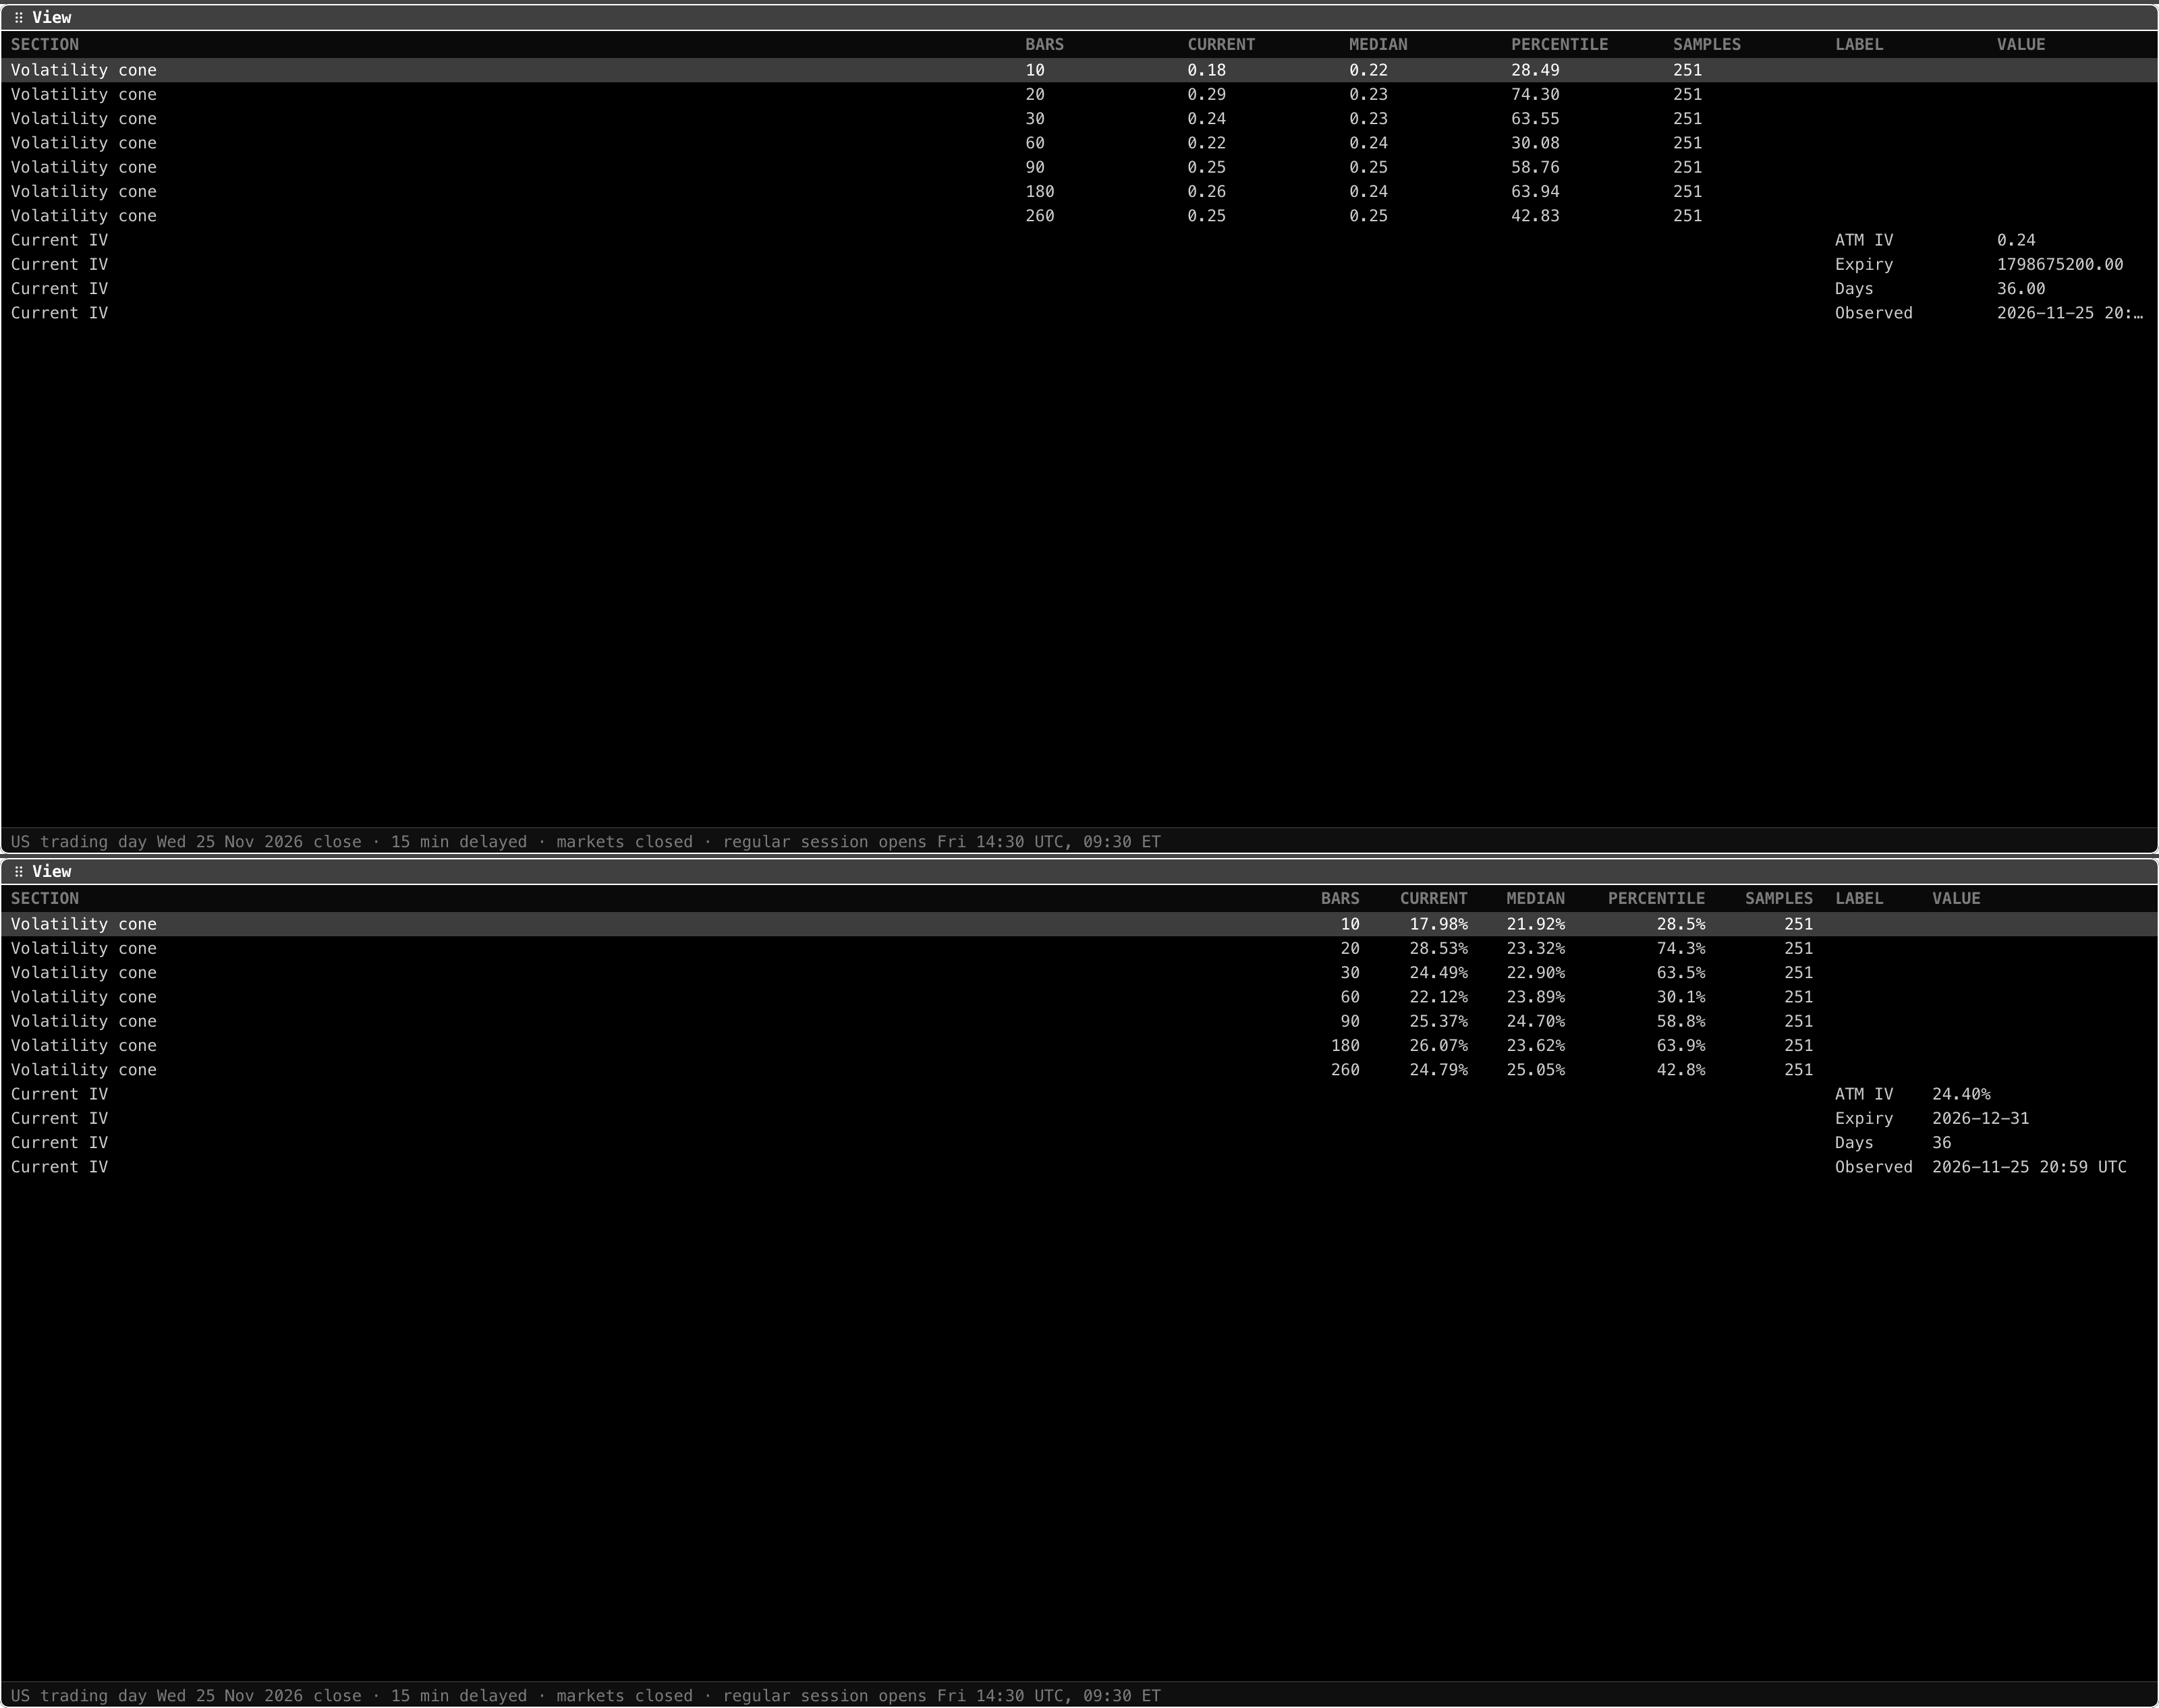 ⠿ View
SECTION BARS CURRENT MEDIAN PERCENTILE SAMPLES LABEL VALUE
Volatility cone 10 0.18 0.22 28.49 251
Volatility cone 20 0.29 0.23 74.30 251
Volatility cone 30 0.24 0.23 63.55 251
Volatility cone 60 0.22 0.24 30.08 251
Volatility cone 90 0.25 0.25 58.76 251
Volatility cone 180 0.26 0.24 63.94 251
Volatility cone 260 0.25 0.25 42.83 251
Current IV ATM IV 0.24
Current IV Expiry 1798675200.00
Current IV Days 36.00
Current IV Observed 2026-11-25 20:…
US trading day Wed 25 Nov 2026 close · 15 min delayed · markets closed · regular session opens Fri 14:30 UTC, 09:30 ET
⠿ View
SECTION BARS CURRENT MEDIAN PERCENTILE SAMPLES LABEL VALUE
Volatility cone 10 17.98% 21.92% 28.5% 251
Volatility cone 20 28.53% 23.32% 74.3% 251
Volatility cone 30 24.49% 22.90% 63.5% 251
Volatility cone 60 22.12% 23.89% 30.1% 251
Volatility cone 90 25.37% 24.70% 58.8% 251
Volatility cone 180 26.07% 23.62% 63.9% 251
Volatility cone 260 24.79% 25.05% 42.8% 251
Current IV ATM IV 24.40%
Current IV Expiry 2026-12-31
Current IV Days 36
Current IV Observed 2026-11-25 20:59 UTC
US trading day Wed 25 Nov 2026 close · 15 min delayed · markets closed · regular session opens Fri 14:30 UTC, 09:30 ET